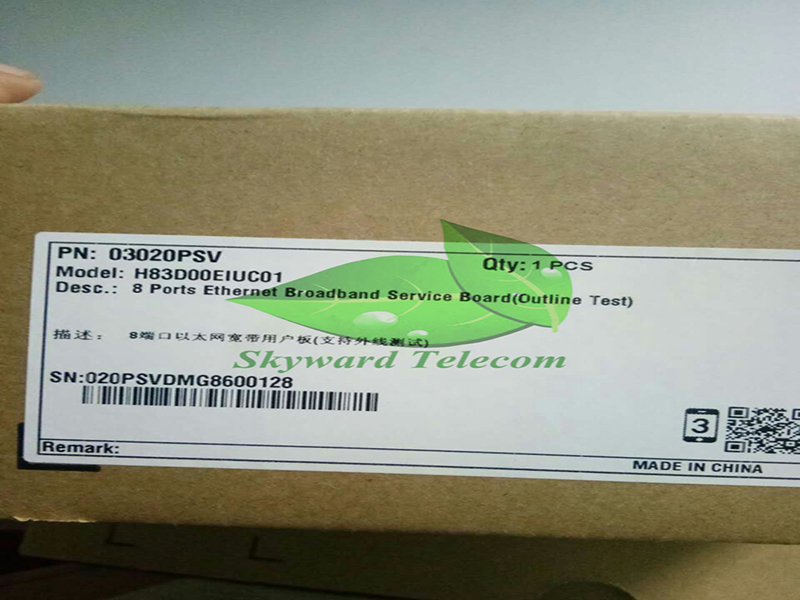 PN: 03020PSV
Qty: 1 PCS
Model: H83D00EIUC01
Desc.: 8 Ports Ethernet Broadband Service Board(Outline Test)
描述: 8端口以太网宽带用户板(支持外线测试)
Skyward Telecom
SN:020PSVDMG8600128
3
Remark:
MADE IN CHINA